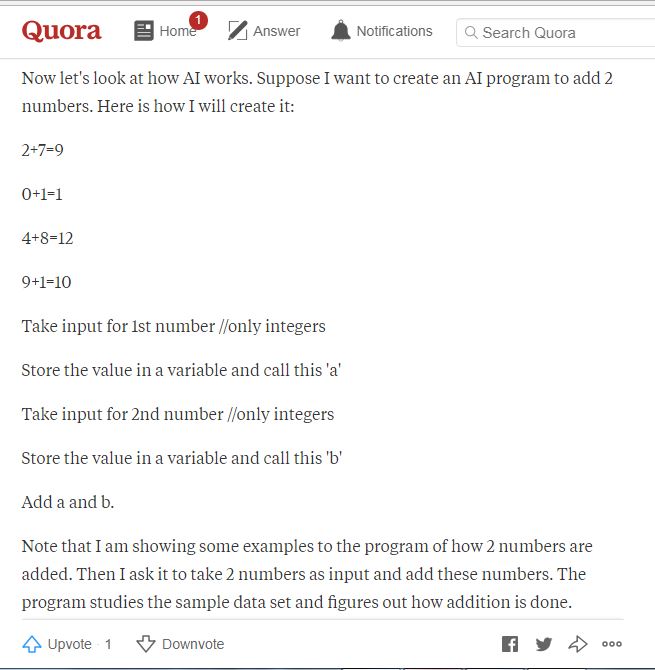 Quora
Home
1
Answer
Notifications
Search Quora
Now let's look at how AI works. Suppose I want to create an AI program to add 2
numbers. Here is how I will create it:
2+7=9
0+1=1
4+8=12
9+1=10
Take input for 1st number //only integers
Store the value in a variable and call this 'a'
Take input for 2nd number //only integers
Store the value in a variable and call this 'b'
Add a and b.
Note that I am showing some examples to the program of how 2 numbers are
added. Then I ask it to take 2 numbers as input and add these numbers. The
program studies the sample data set and figures out how addition is done.
Upvote · 1
Downvote